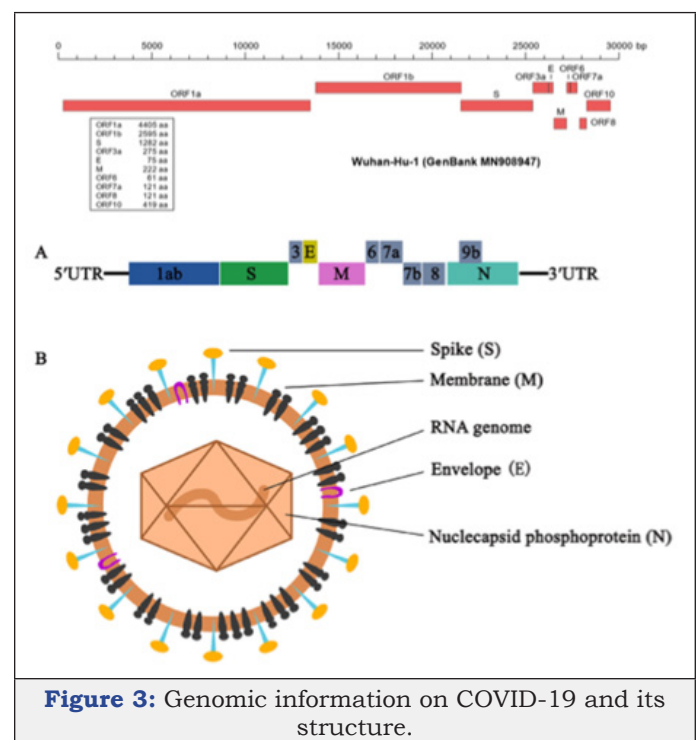 0 5000 10000 15000 20000 25000 30000 bp
E ORF6
ORF1b ORF3a ORF7a
ORF1a S ORF10
M ORF8
ORF1a 4405 aa
ORF1b 2595 aa
S 1282 aa
ORF3a 275 aa
E 75 aa
M 222 aa
ORF6 61 aa
ORF7a 121 aa
ORF8 121 aa
ORF10 419 aa
Wuhan-Hu-1 (GenBank MN908947)
A
3 E 6 7a 9b
5'UTR 1ab S M 7b 8 N 3'UTR
B
Spike (S)
Membrane (M)
RNA genome
Envelope (E)
Nuclecapsid phosphoprotein (N)
Figure 3: Genomic information on COVID-19 and its
structure.